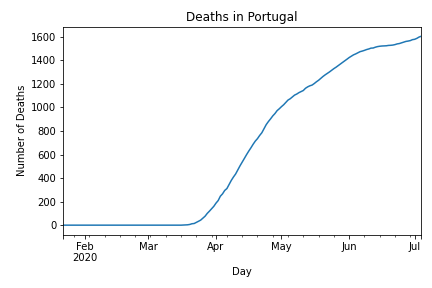 Deaths in Portugal
Number of Deaths
1600
1400
1200
1000
800
600
400
200
0
Feb
2020
Mar
Apr
May
Jun
Jul
Day